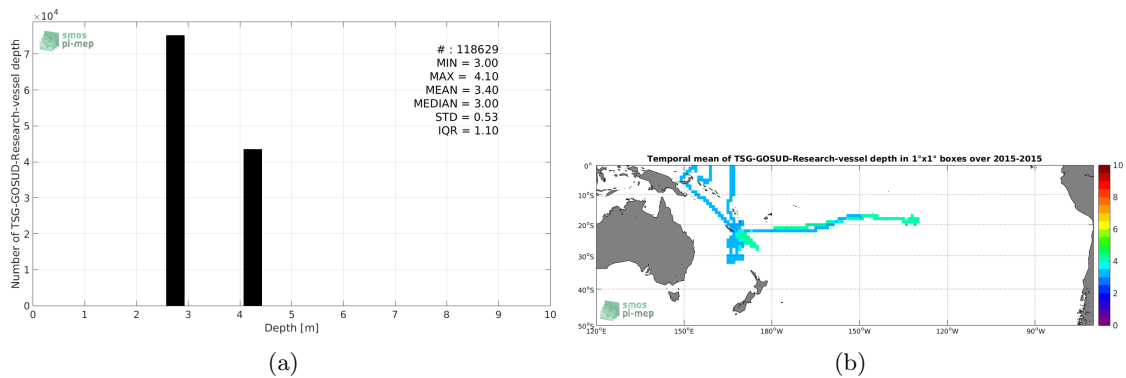 ×10⁴
smos
pi-mep
# : 118629
MIN = 3.00
MAX = 4.10
MEAN = 3.40
MEDIAN = 3.00
STD = 0.53
IQR = 1.10
Number of TSG-GOSUD-Research-vessel depth
7
6
5
4
3
2
1
0
0 1 2 3 4 5 6 7 8 9 10
Depth [m]
(a)
Temporal mean of TSG-GOSUD-Research-vessel depth in 1°x1° boxes over 2015-2015
0°
10°S
20°S
30°S
40°S
50°S
120°E 150°E 180°W 150°W 120°W 90°W
smos
pi-mep
10
8
6
4
2
0
(b)